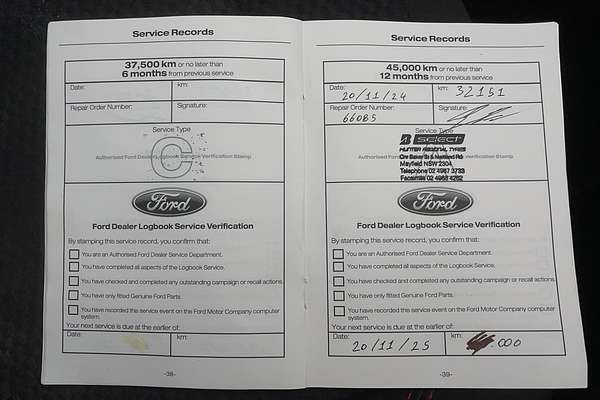 Service Records
37,500 km or no later than
6 months from previous service
Date:
km:
Repair Order Number:
Signature:
Service Type
C
Authorised Ford Dealer Logbook Service Verification Stamp
Ford
Ford Dealer Logbook Service Verification
By stamping this service record, you confirm that:
You are an Authorised Ford Dealer Service Department.
You have completed all aspects of the Logbook Service.
You have checked and completed any outstanding campaign or recall actions.
You have only fitted Genuine Ford Parts.
You have recorded this service event on the Ford Motor Company computer
system.
Your next service is due at the earlier of:
Date:
km:
-38-
Service Records
45,000 km or no later than
12 months from previous service
Date: 20/11/24
km: 32151
Repair Order Number:
66085
Signature:
Service Type
B select
HUNTER REGIONAL TYRES
Mayfield NSW 2304
Telephone 02 4967 3733
Facsimile 02 4968 4262
Ford
Ford Dealer Logbook Service Verification
By stamping this service record, you confirm that:
You are an Authorised Ford Dealer Service Department.
You have completed all aspects of the Logbook Service.
You have checked and completed any outstanding campaign or recall actions.
You have only fitted Genuine Ford Parts.
You have recorded this service event on the Ford Motor Company computer
system.
Your next service is due at the earlier of:
Date: 20/11/25
km: .000
-39-